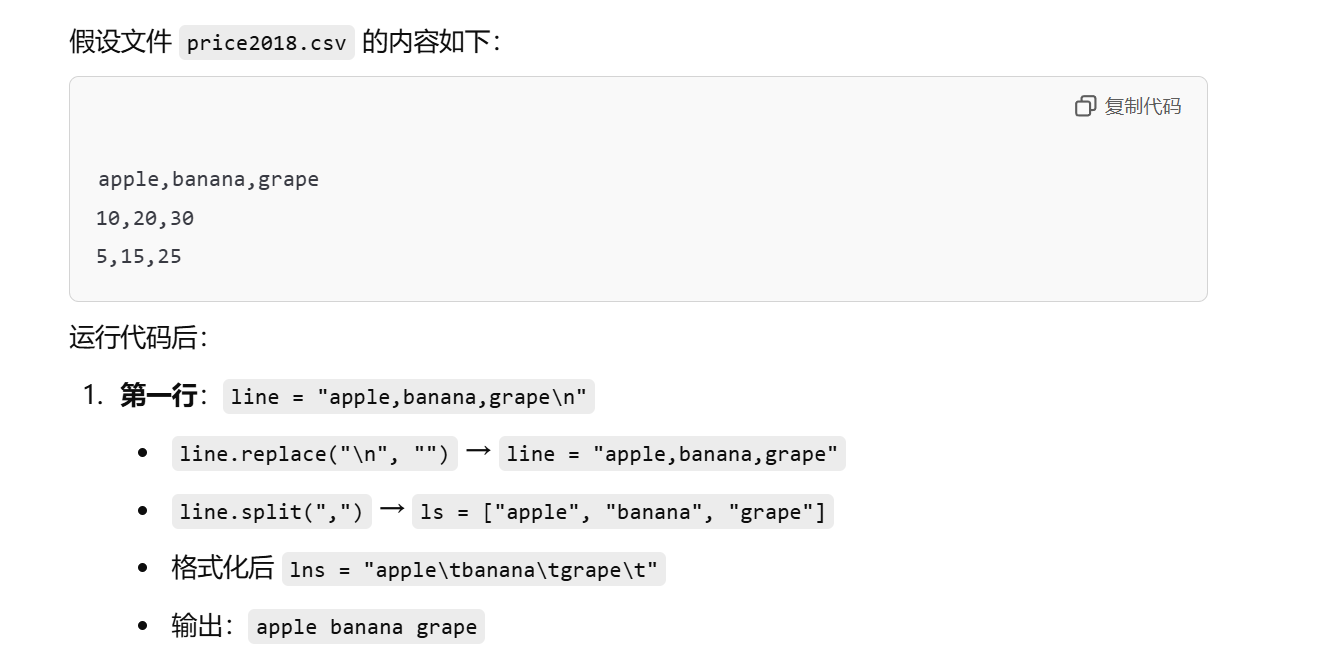 假设文件 price2018.csv 的内容如下：
复制代码
apple,banana,grape
10,20,30
5,15,25
运行代码后：
1. 第一行： line = "apple,banana,grape\n"
• line.replace("\n", "") → line = "apple,banana,grape"
• line.split(",") → ls = ["apple", "banana", "grape"]
• 格式化后 lns = "apple\tbanana\tgrape\t"
• 输出： apple banana grape